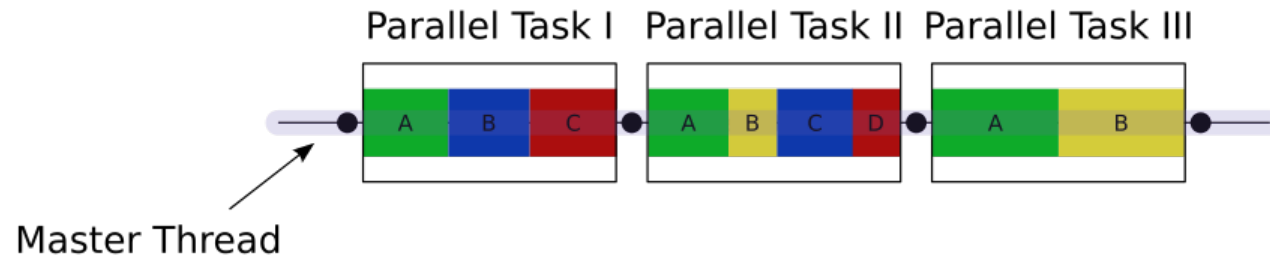 Parallel Task I Parallel Task II Parallel Task III
A B C A B C D A B
Master Thread